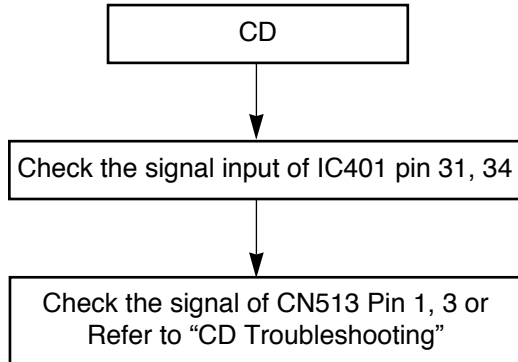 CD
Check the signal input of IC401 pin 31, 34
Check the signal of CN513 Pin 1, 3 or
Refer to “CD Troubleshooting”